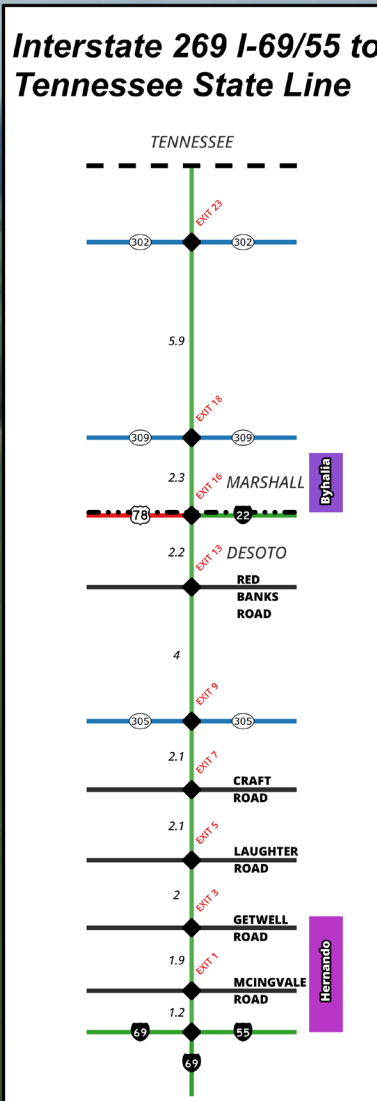 Interstate 269 I-69/55 to
Tennessee State Line
TENNESSEE
EXIT 23
302 302
5.9
EXIT 18
309 309
2.3
EXIT 16
MARSHALL
Byhalia
78 22
2.2
EXIT 13
DESOTO
RED
BANKS
ROAD
4
EXIT 9
305 305
2.1
EXIT 7
CRAFT
ROAD
2.1
EXIT 5
LAUGHTER
ROAD
2
EXIT 3
GETWELL
ROAD
Hernando
1.9
EXIT 1
MCINGVALE
ROAD
1.2
69 55
69